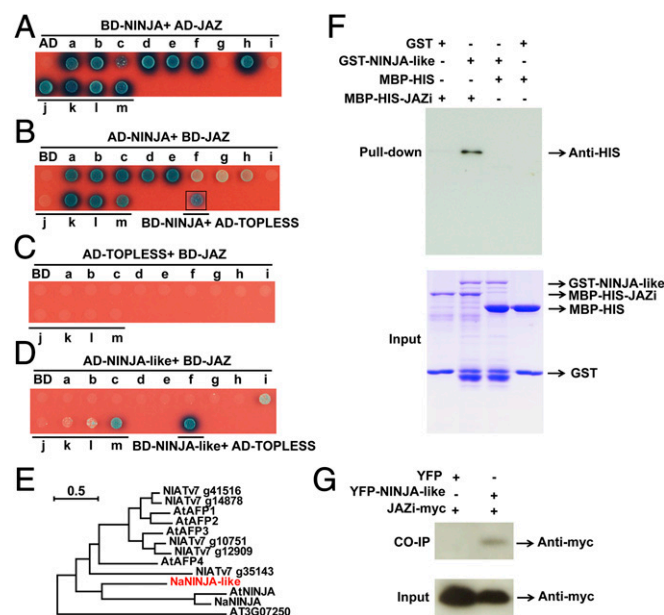 A
BD-NINJA+ AD-JAZ
AD a b c d e f g h i
j k l m
B
AD-NINJA+ BD-JAZ
BD a b c d e f g h i
j k l m
BD-NINJA+ AD-TOPLESS
C
AD-TOPLESS+ BD-JAZ
BD a b c d e f g h i
j k l m
D
AD-NINJA-like+ BD-JAZ
BD a b c d e f g h i
j k l m
BD-NINJA-like+ AD-TOPLESS
E
0.5
NIATv7 g41516
NIATv7 g14878
AtAFP1
AtAFP2
AtAFP3
NIATv7 g10751
NIATv7 g12909
AtAFP4
NIATv7 g35143
NaNINJA-like
AtNINJA
NaNINJA
AT3G07250
F
GST + - - +
GST-NINJA-like - + + -
MBP-HIS - - + +
MBP-HIS-JAZi + + - -
Pull-down
Anti-HIS
Input
GST-NINJA-like
MBP-HIS-JAZi
MBP-HIS
GST
G
YFP + -
YFP-NINJA-like - +
JAZi-myc + +
CO-IP
Anti-myc
Input
Anti-myc